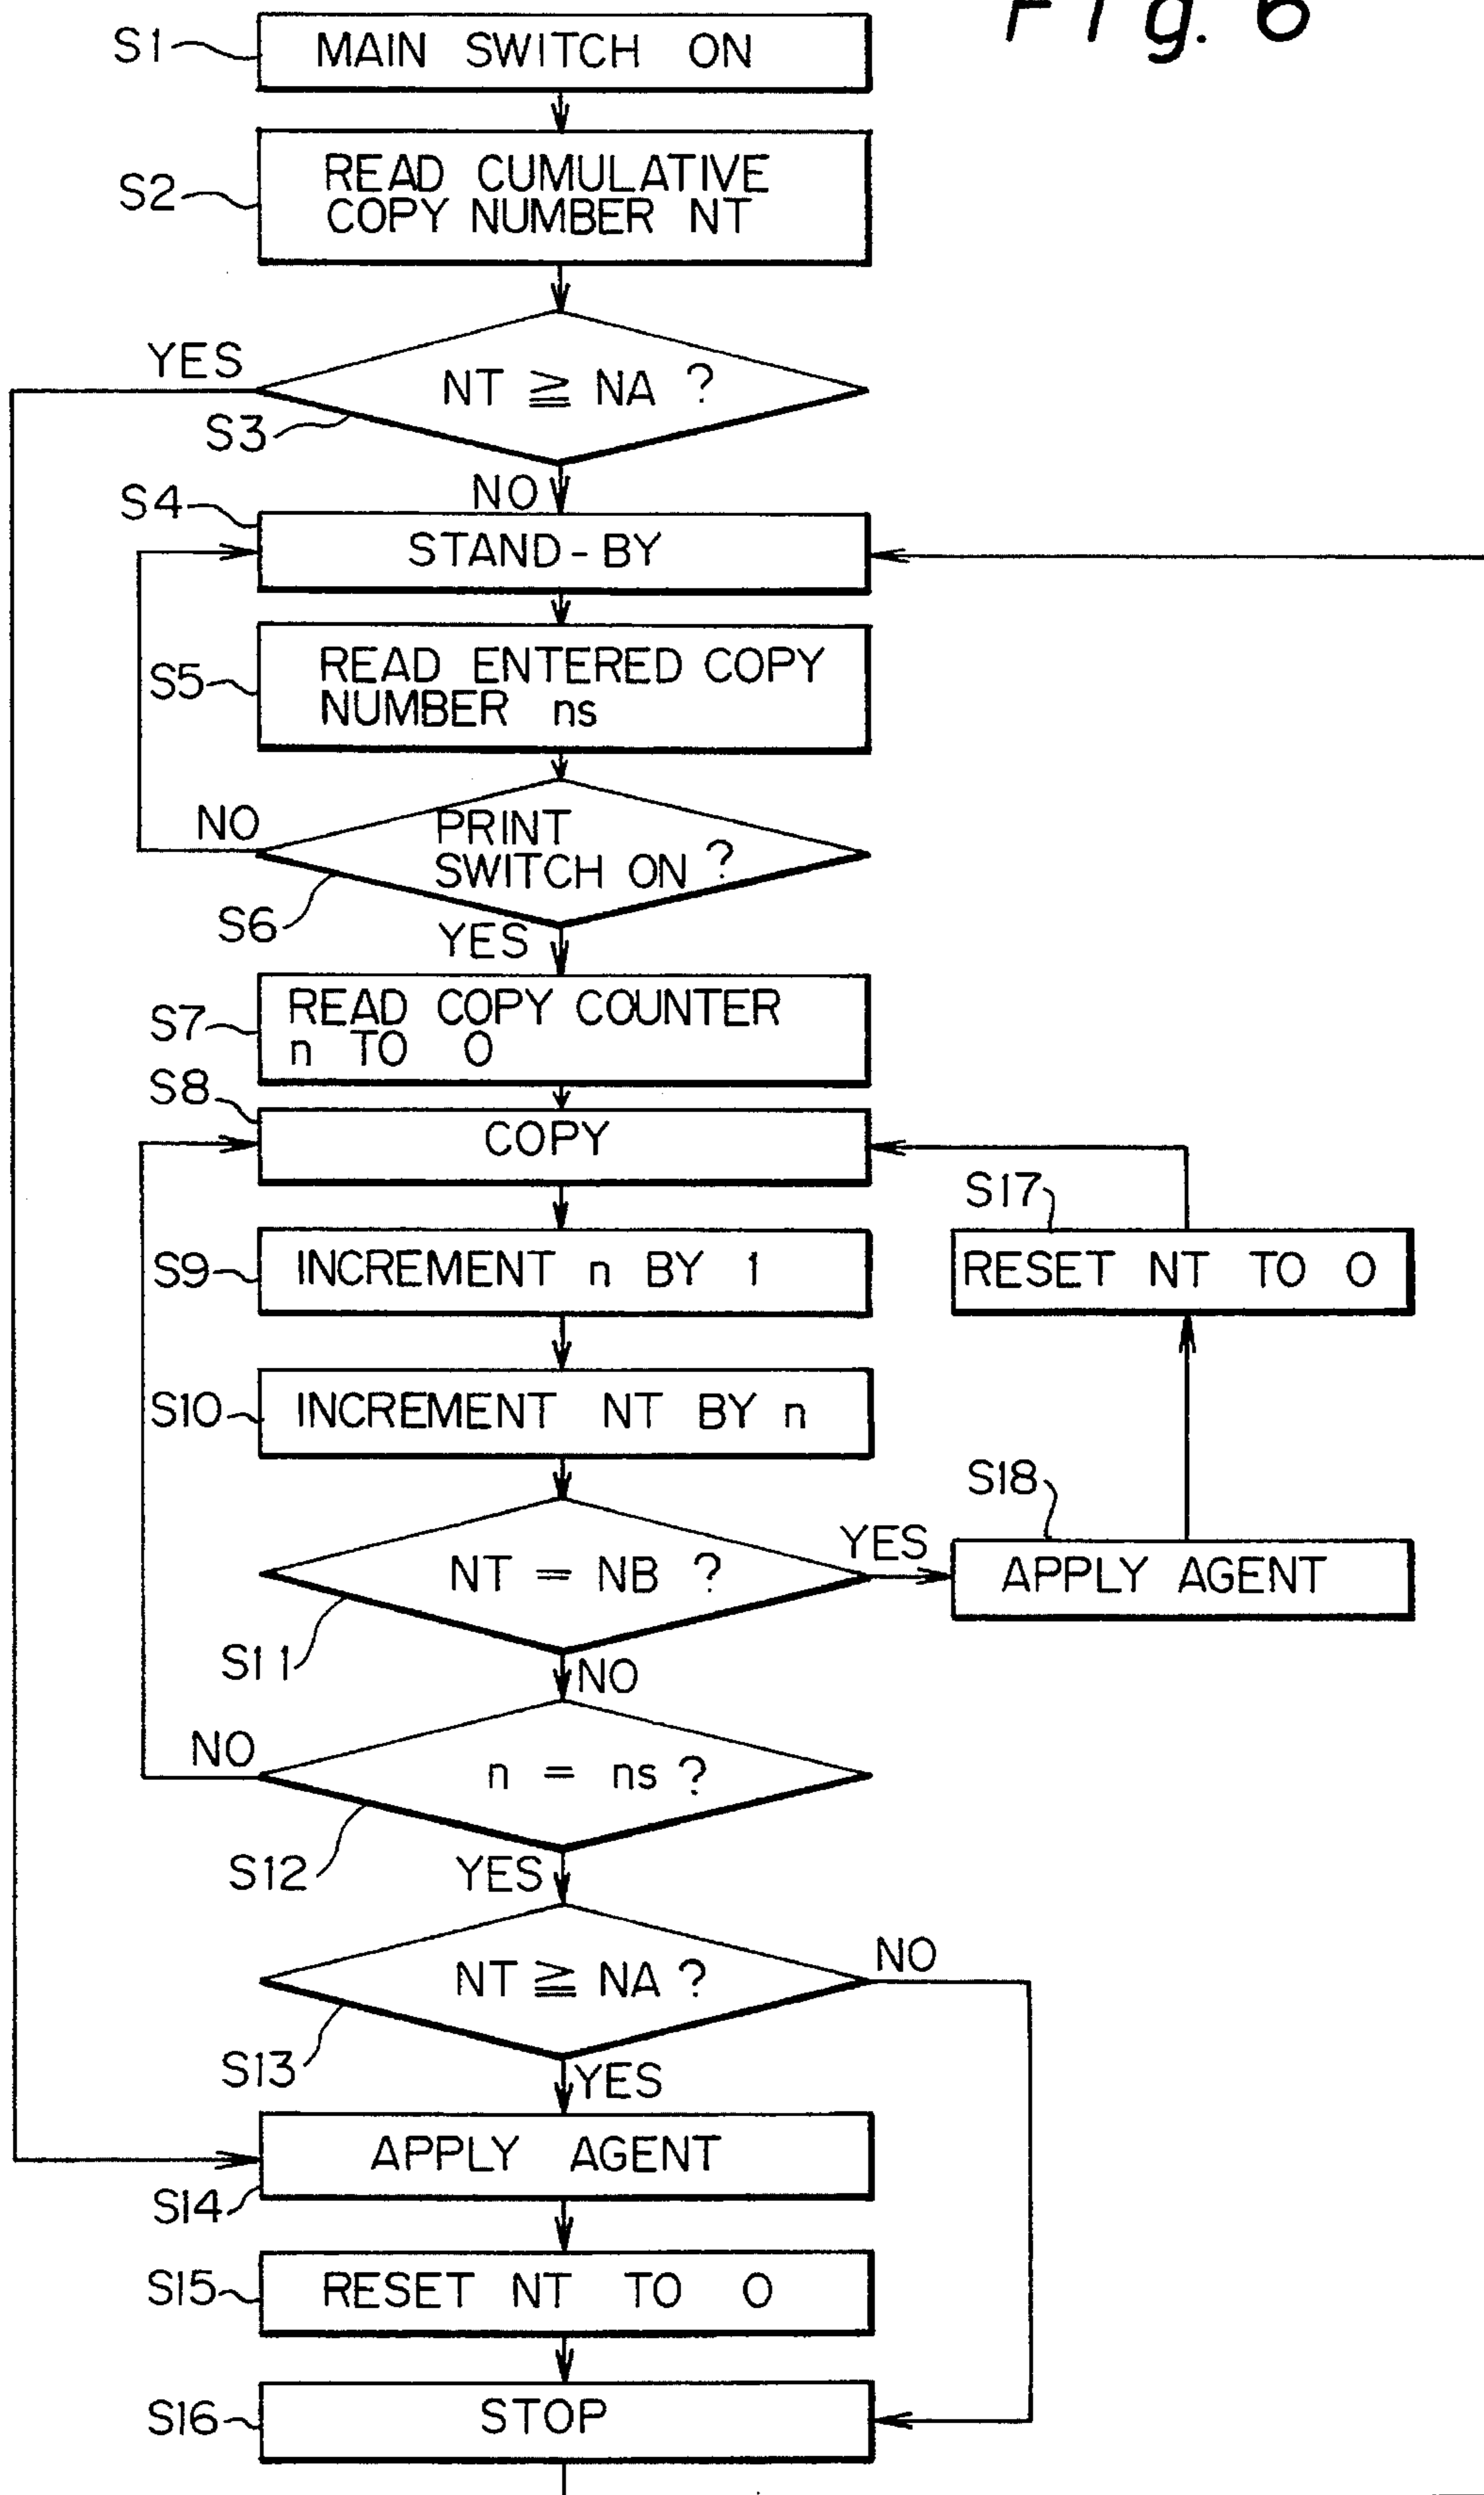 Fig. 6
S1
MAIN SWITCH ON
S2
READ CUMULATIVE
COPY NUMBER NT
YES
NT ≧ NA ?
S3
NO
S4
STAND-BY
S5
READ ENTERED COPY
NUMBER ns
NO
PRINT
SWITCH ON ?
S6
YES
S7
READ COPY COUNTER
n TO 0
S8
COPY
S17
S9
INCREMENT n BY 1
RESET NT TO 0
S10
INCREMENT NT BY n
S18
NT = NB ?
YES
APPLY AGENT
S11
NO
NO
n = ns ?
S12
YES
NT ≧ NA ?
NO
S13
YES
APPLY AGENT
S14
S15
RESET NT TO 0
S16
STOP